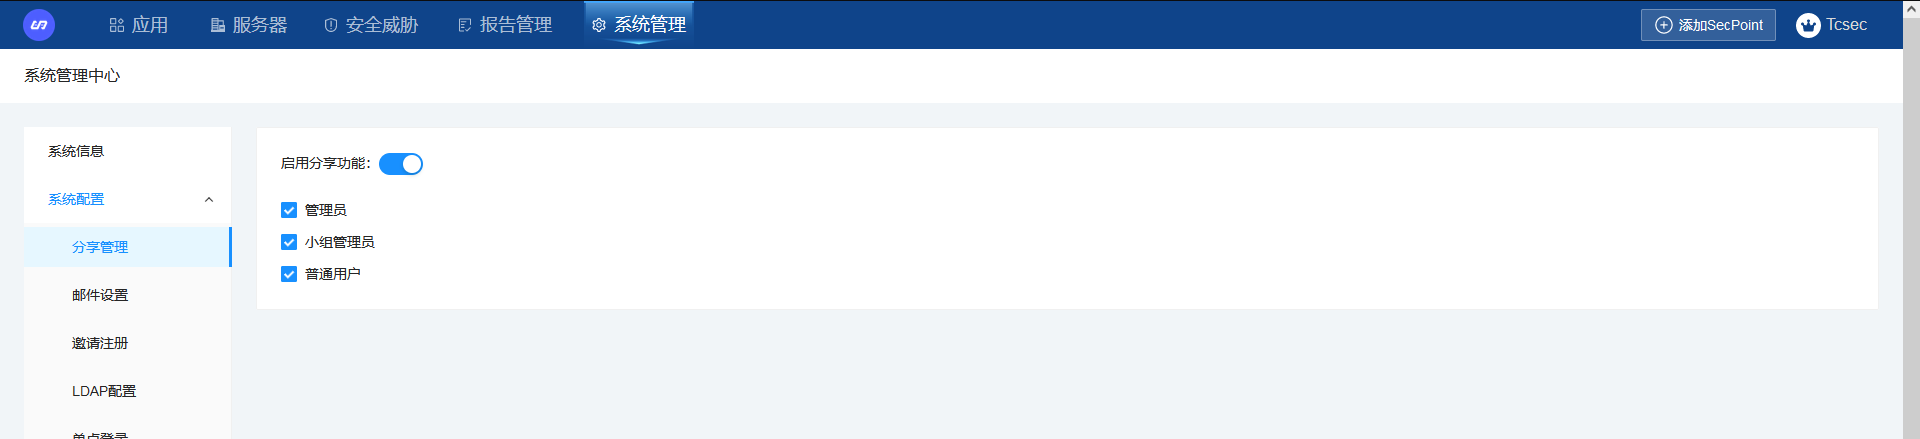 应用 服务器 安全威胁 报告管理 系统管理 添加SecPoint Tcsec
系统管理中心
系统信息
系统配置
分享管理
邮件设置
邀请注册
LDAP配置
单点登录
启用分享功能：
管理员
小组管理员
普通用户